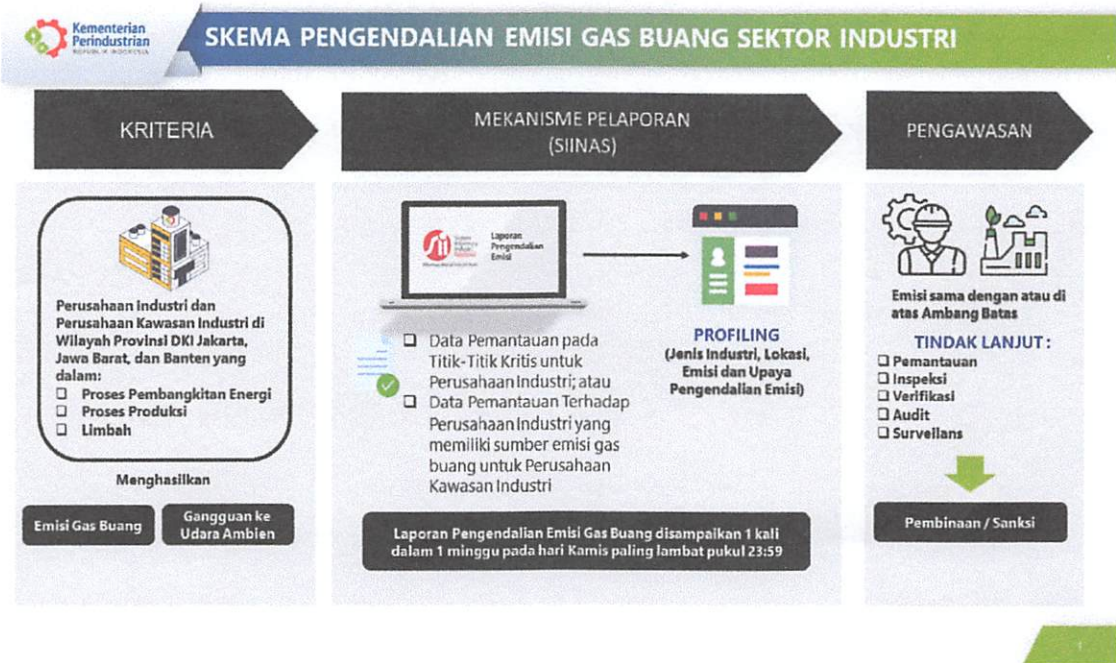 Kementerian
Perindustrian
REPUBLIK INDONESIA
SKEMA PENGENDALIAN EMISI GAS BUANG SEKTOR INDUSTRI
KRITERIA
Perusahaan Industri dan
Perusahaan Kawasan Industri di
Wilayah Provinsi DKI Jakarta,
Jawa Barat, dan Banten yang
dalam:
❑ Proses Pembangkitan Energi
❑ Proses Produksi
❑ Limbah
Menghasilkan
Emisi Gas Buang
Gangguan ke
Udara Ambien
MEKANISME PELAPORAN
(SIINAS)
Sistem
Informasi
Industri
Nasional
Laporan
Pengendalian
Emisi
❑ Data Pemantauan pada
Titik-Titik Kritis untuk
Perusahaan Industri; atau
❑ Data Pemantauan Terhadap
Perusahaan Industri yang
memiliki sumber emisi gas
buang untuk Perusahaan
Kawasan Industri
PROFILING
(Jenis Industri, Lokasi,
Emisi dan Upaya
Pengendalian Emisi)
Laporan Pengendalian Emisi Gas Buang disampaikan 1 kali
dalam 1 minggu pada hari Kamis paling lambat pukul 23:59
PENGAWASAN
Emisi sama dengan atau di
atas Ambang Batas
TINDAK LANJUT :
❑ Pemantauan
❑ Inspeksi
❑ Verifikasi
❑ Audit
❑ Surveilans
Pembinaan / Sanksi